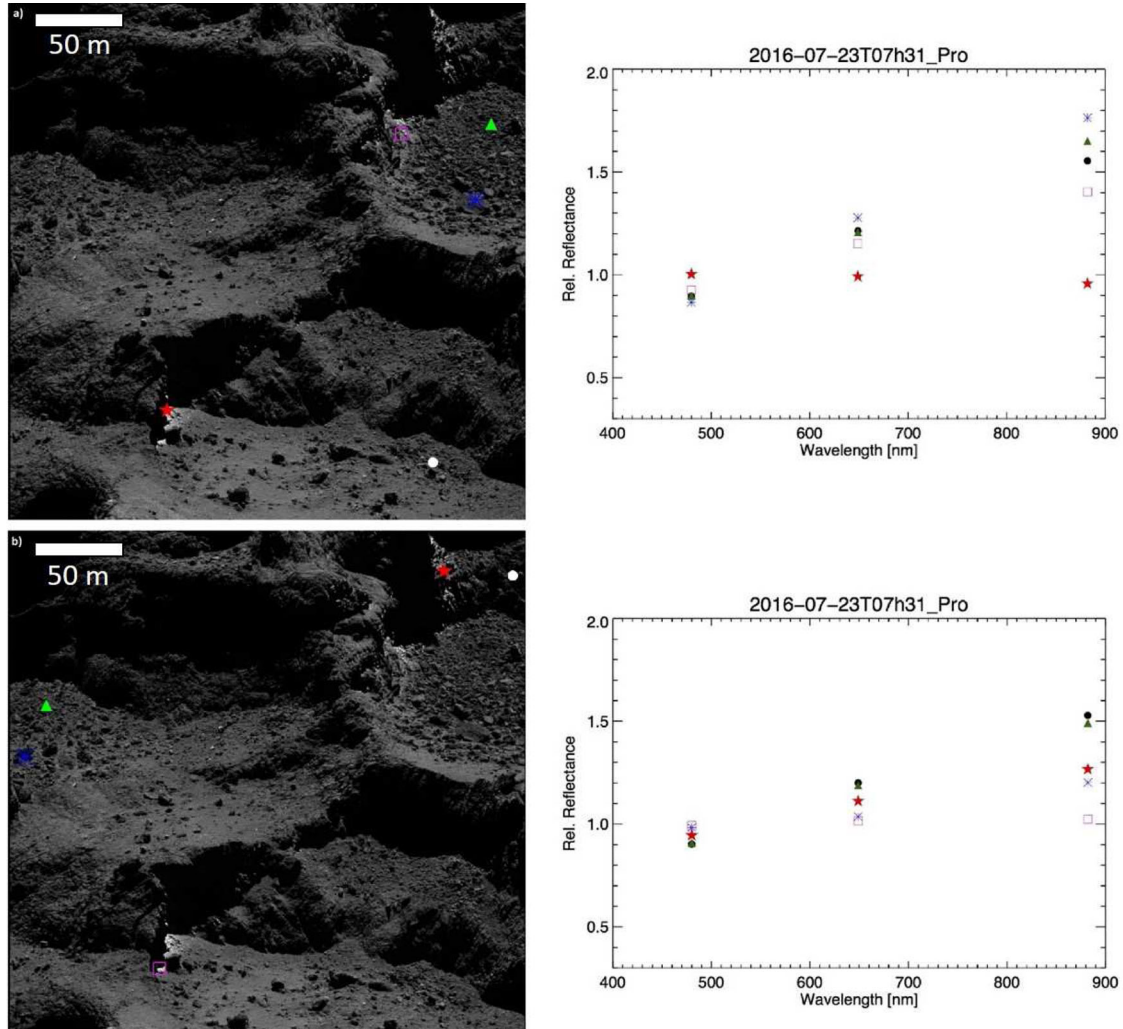 a)
50 m
2016-07-23T07h31_Pro
2.0
1.5
1.0
0.5
Rel. Reflectance
400 500 600 700 800 900
Wavelength [nm]
b)
50 m
2016-07-23T07h31_Pro
2.0
1.5
1.0
0.5
Rel. Reflectance
400 500 600 700 800 900
Wavelength [nm]